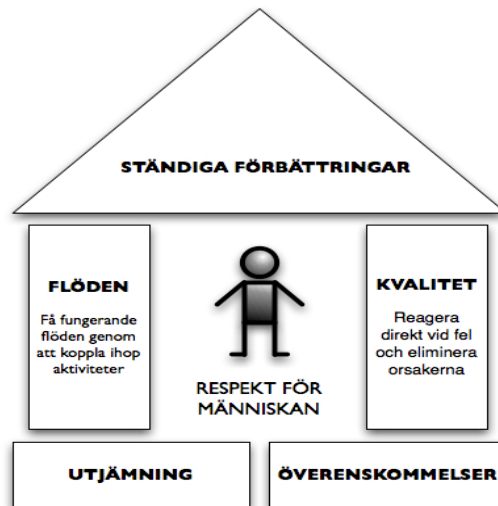 STÄNDIGA FÖRBÄTTRINGAR
FLÖDEN
Få fungerande
flöden genom
att koppla ihop
aktiviteter
RESPEKT FÖR
MÄNNISKAN
KVALITET
Reagera
direkt vid fel
och eliminera
orsakerna
UTJÄMNING
ÖVERENSKOMMELSER